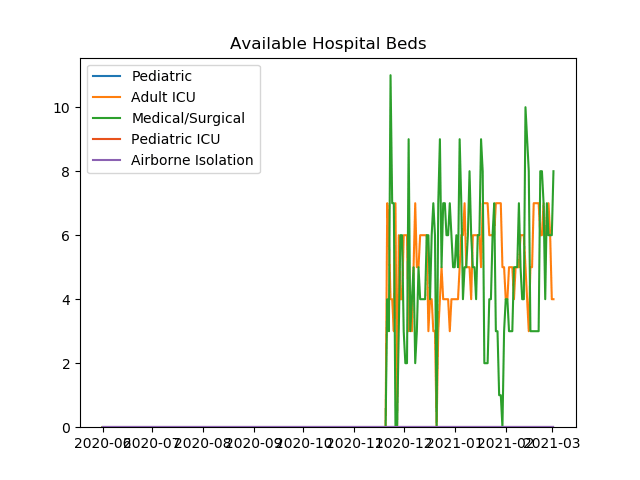 Available Hospital Beds
Pediatric
Adult ICU
Medical/Surgical
Pediatric ICU
Airborne Isolation
10
8
6
4
2
0
2020-06 2020-07 2020-08 2020-09 2020-10 2020-11 2020-12 2021-01 2021-02 2021-03